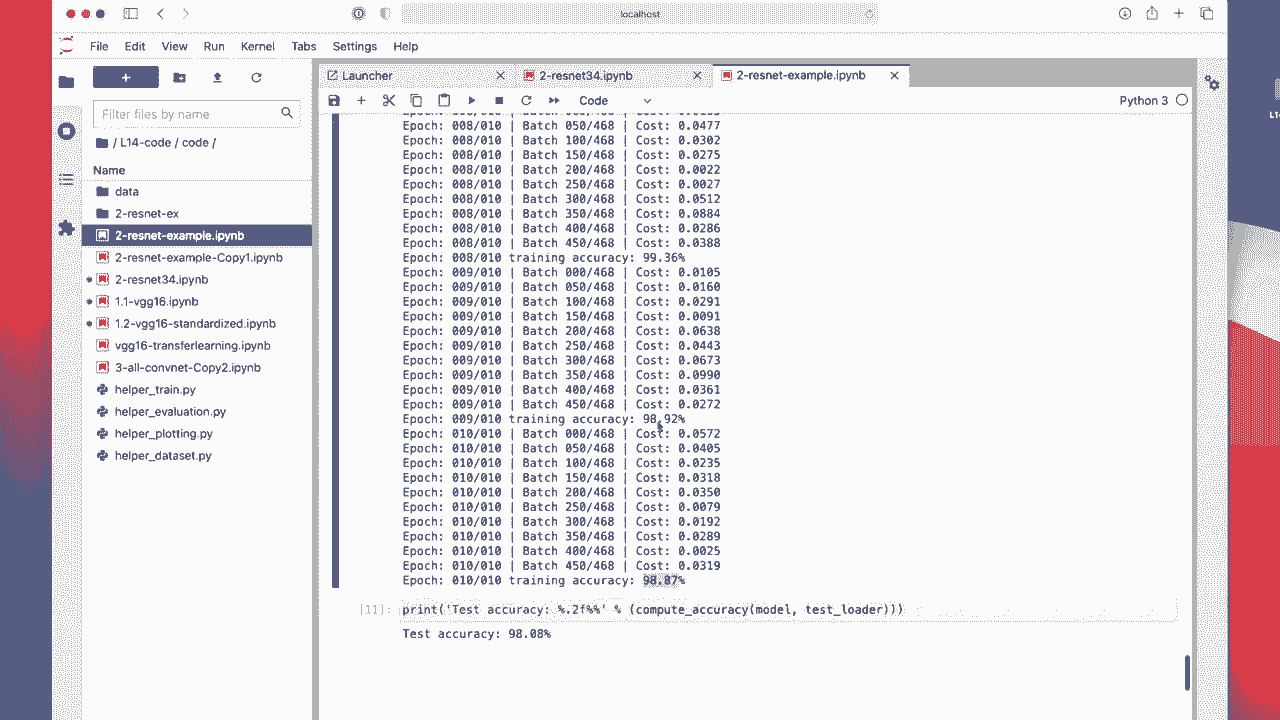 localhost
File Edit View Run Kernel Tabs Settings Help
Launcher
2-resnet34.ipynb
2-resnet-example.ipynb
Filter files by name
/ L14-code / code /
Name
data
2-resnet-ex
2-resnet-example.ipynb
2-resnet-example-Copy1.ipynb
2-resnet34.ipynb
1.1-vgg16.ipynb
1.2-vgg16-standardized.ipynb
vgg16-transferlearning.ipynb
3-all-convnet-Copy2.ipynb
helper_train.py
helper_evaluation.py
helper_plotting.py
helper_dataset.py
Code
Python 3
Epoch: 008/010 | Batch 050/468 | Cost: 0.0477
Epoch: 008/010 | Batch 100/468 | Cost: 0.0302
Epoch: 008/010 | Batch 150/468 | Cost: 0.0275
Epoch: 008/010 | Batch 200/468 | Cost: 0.0022
Epoch: 008/010 | Batch 250/468 | Cost: 0.0027
Epoch: 008/010 | Batch 300/468 | Cost: 0.0512
Epoch: 008/010 | Batch 350/468 | Cost: 0.0884
Epoch: 008/010 | Batch 400/468 | Cost: 0.0286
Epoch: 008/010 | Batch 450/468 | Cost: 0.0388
Epoch: 008/010 training accuracy: 99.36%
Epoch: 009/010 | Batch 000/468 | Cost: 0.0105
Epoch: 009/010 | Batch 050/468 | Cost: 0.0160
Epoch: 009/010 | Batch 100/468 | Cost: 0.0291
Epoch: 009/010 | Batch 150/468 | Cost: 0.0091
Epoch: 009/010 | Batch 200/468 | Cost: 0.0638
Epoch: 009/010 | Batch 250/468 | Cost: 0.0443
Epoch: 009/010 | Batch 300/468 | Cost: 0.0673
Epoch: 009/010 | Batch 350/468 | Cost: 0.0990
Epoch: 009/010 | Batch 400/468 | Cost: 0.0361
Epoch: 009/010 | Batch 450/468 | Cost: 0.0272
Epoch: 009/010 training accuracy: 98.92%
Epoch: 010/010 | Batch 000/468 | Cost: 0.0572
Epoch: 010/010 | Batch 050/468 | Cost: 0.0405
Epoch: 010/010 | Batch 100/468 | Cost: 0.0235
Epoch: 010/010 | Batch 150/468 | Cost: 0.0318
Epoch: 010/010 | Batch 200/468 | Cost: 0.0350
Epoch: 010/010 | Batch 250/468 | Cost: 0.0079
Epoch: 010/010 | Batch 300/468 | Cost: 0.0192
Epoch: 010/010 | Batch 350/468 | Cost: 0.0289
Epoch: 010/010 | Batch 400/468 | Cost: 0.0025
Epoch: 010/010 | Batch 450/468 | Cost: 0.0319
Epoch: 010/010 training accuracy: 98.87%
[11]: print('Test accuracy: %.2f%%' % (compute_accuracy(model, test_loader)))
Test accuracy: 98.08%